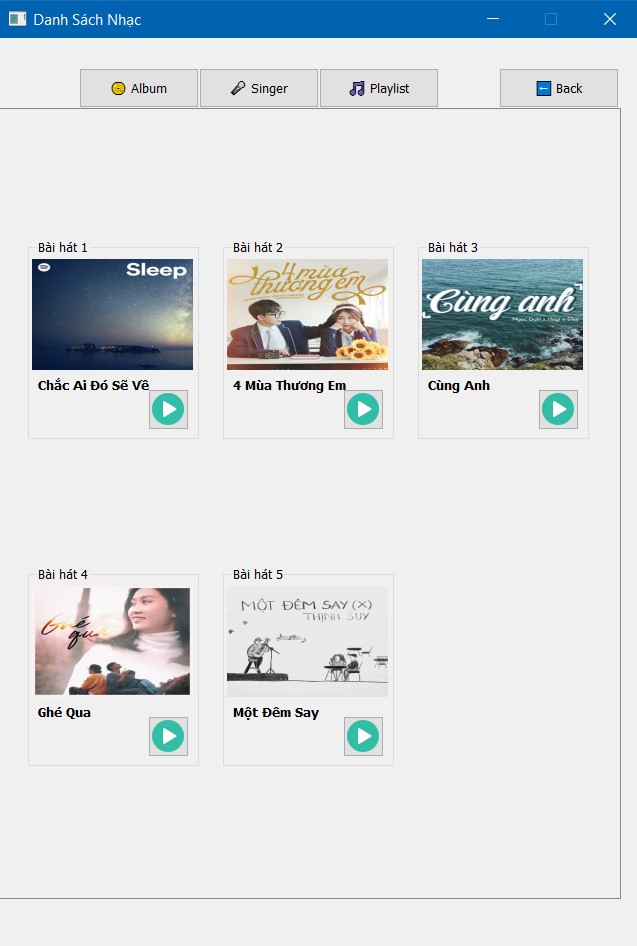 Danh Sách Nhạc
Album
Singer
Playlist
Back
Bài hát 1
Bài hát 2
Bài hát 3
Sleep
4 mùa
thương em
Cùng anh
Ngọc Dolil x Hagi x Stee
Chắc Ai Đó Sẽ Về
4 Mùa Thương Em
Cùng Anh
Bài hát 4
Bài hát 5
Ghé
qua
MỘT ĐÊM SAY (X)
THỊNH SUY
Ghé Qua
Một Đêm Say